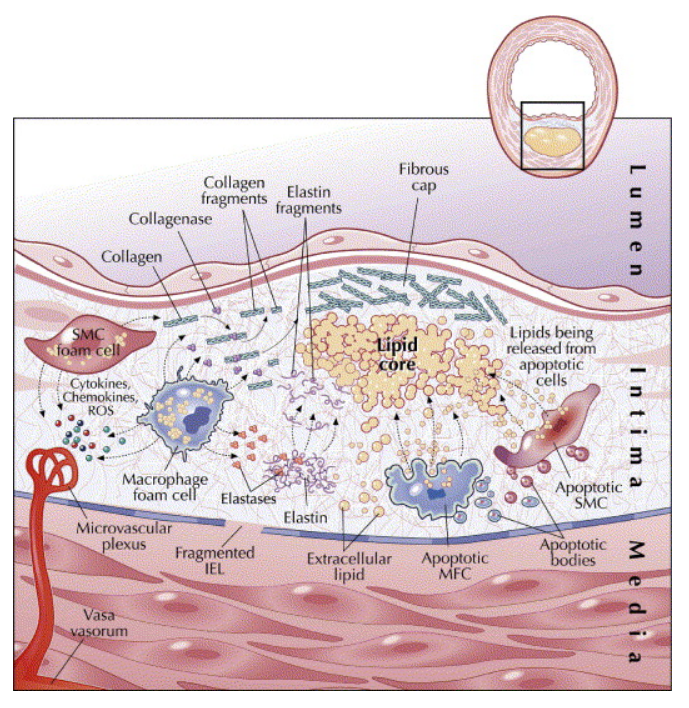 Lumen
Intima
Media
Fibrous
cap
Collagen
fragments
Elastin
fragments
Collagenase
Collagen
SMC
foam cell
Lipid
core
Lipids being
released from
apoptotic
cells
Cytokines,
Chemokines,
ROS
Macrophage
foam cell
Elastases
Elastin
Apoptotic
SMC
Microvascular
plexus
Fragmented
IEL
Extracellular
lipid
Apoptotic
MFC
Apoptotic
bodies
Vasa
vasorum